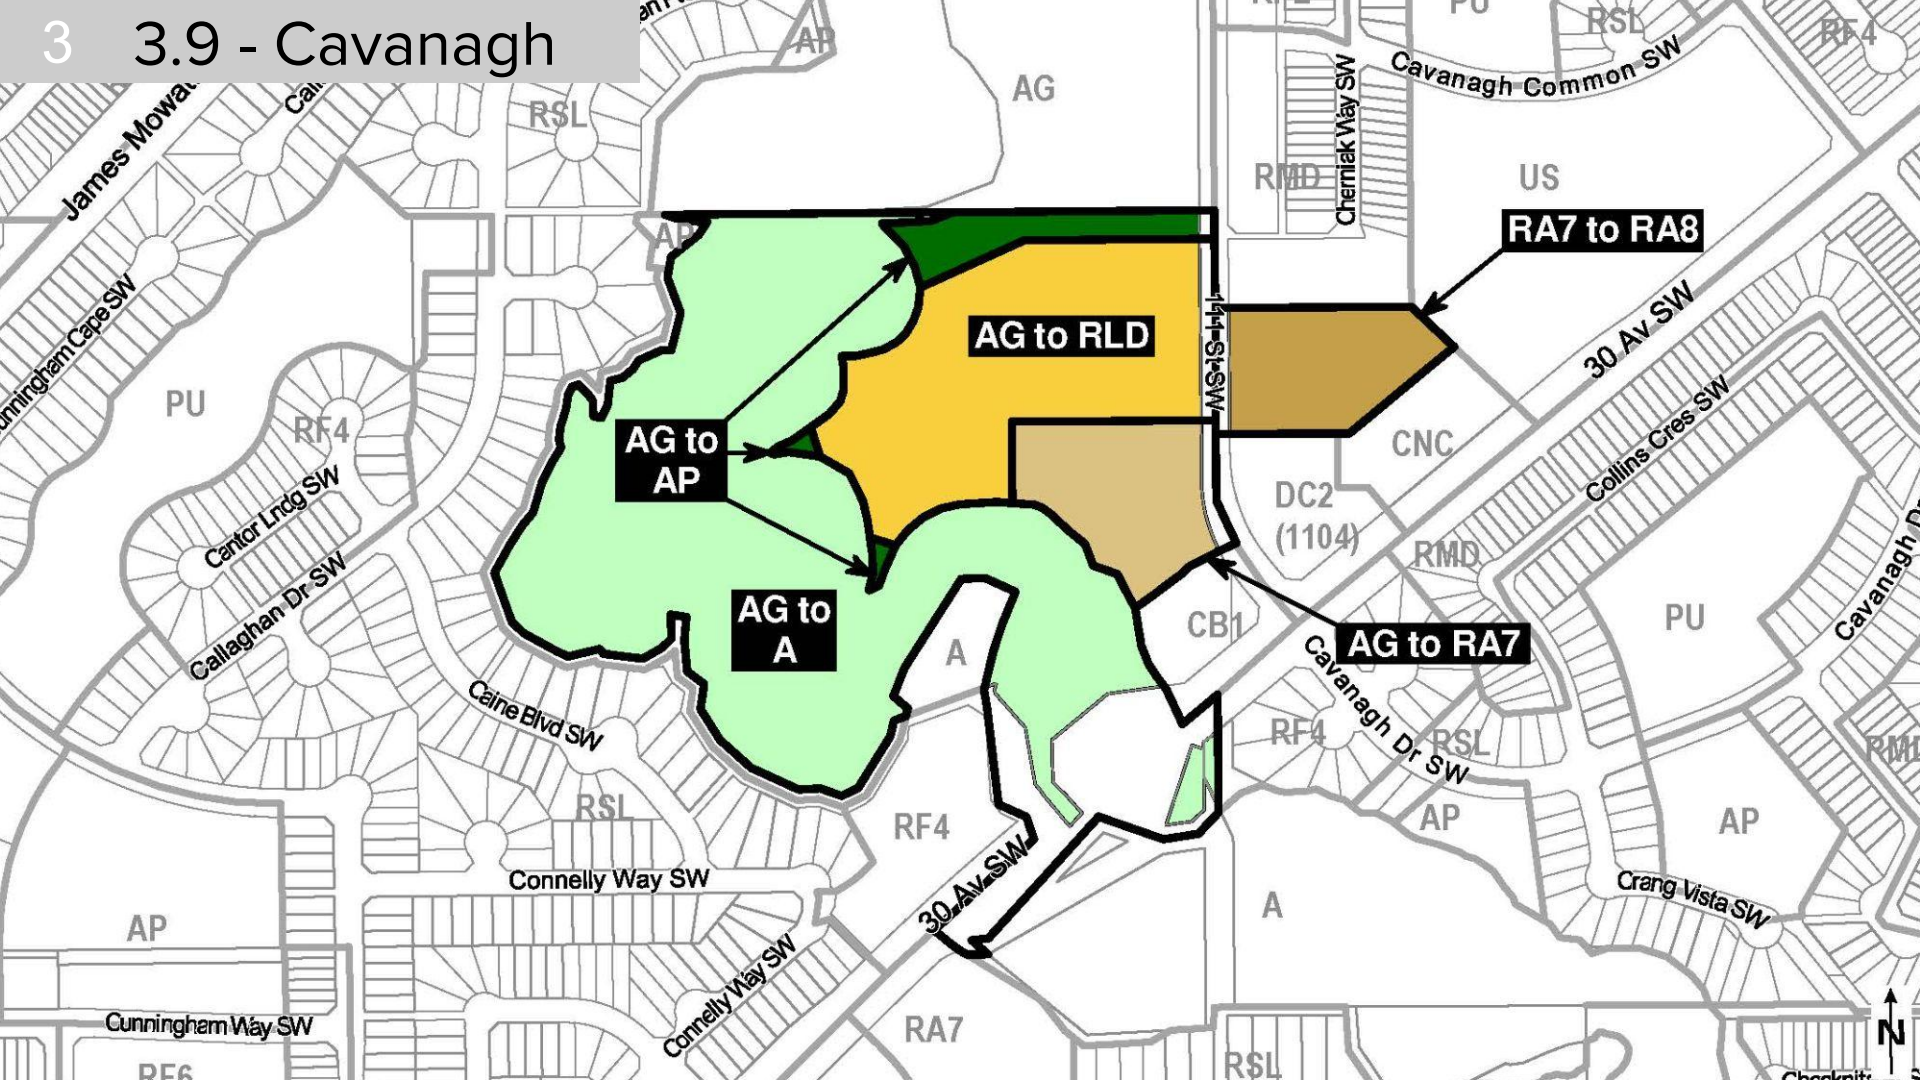 3 3.9 - Cavanagh
AP
PU
RSL
RF4
AG
Cavanagh Common SW
RSL
James Mowat
Cherniak Way SW
RMD
US
AP
RA7 to RA8
Cunningham Cape SW
AG to RLD
111 St SW
30 Av SW
PU
RF4
AG to
AP
CNC
Collins Cres SW
Cantor Lndg SW
DC2
(1104)
RMD
Callaghan Dr SW
AG to
A
A
CB1
AG to RA7
PU
Cavanagh D
Caine Blvd SW
RF4
Cavanagh Dr SW
RSL
RSL
RF4
AP
AP
30 Av SW
Connelly Way SW
Crang Vista SW
A
AP
Connelly Way SW
Cunningham Way SW
RA7
N
RF6
RSL